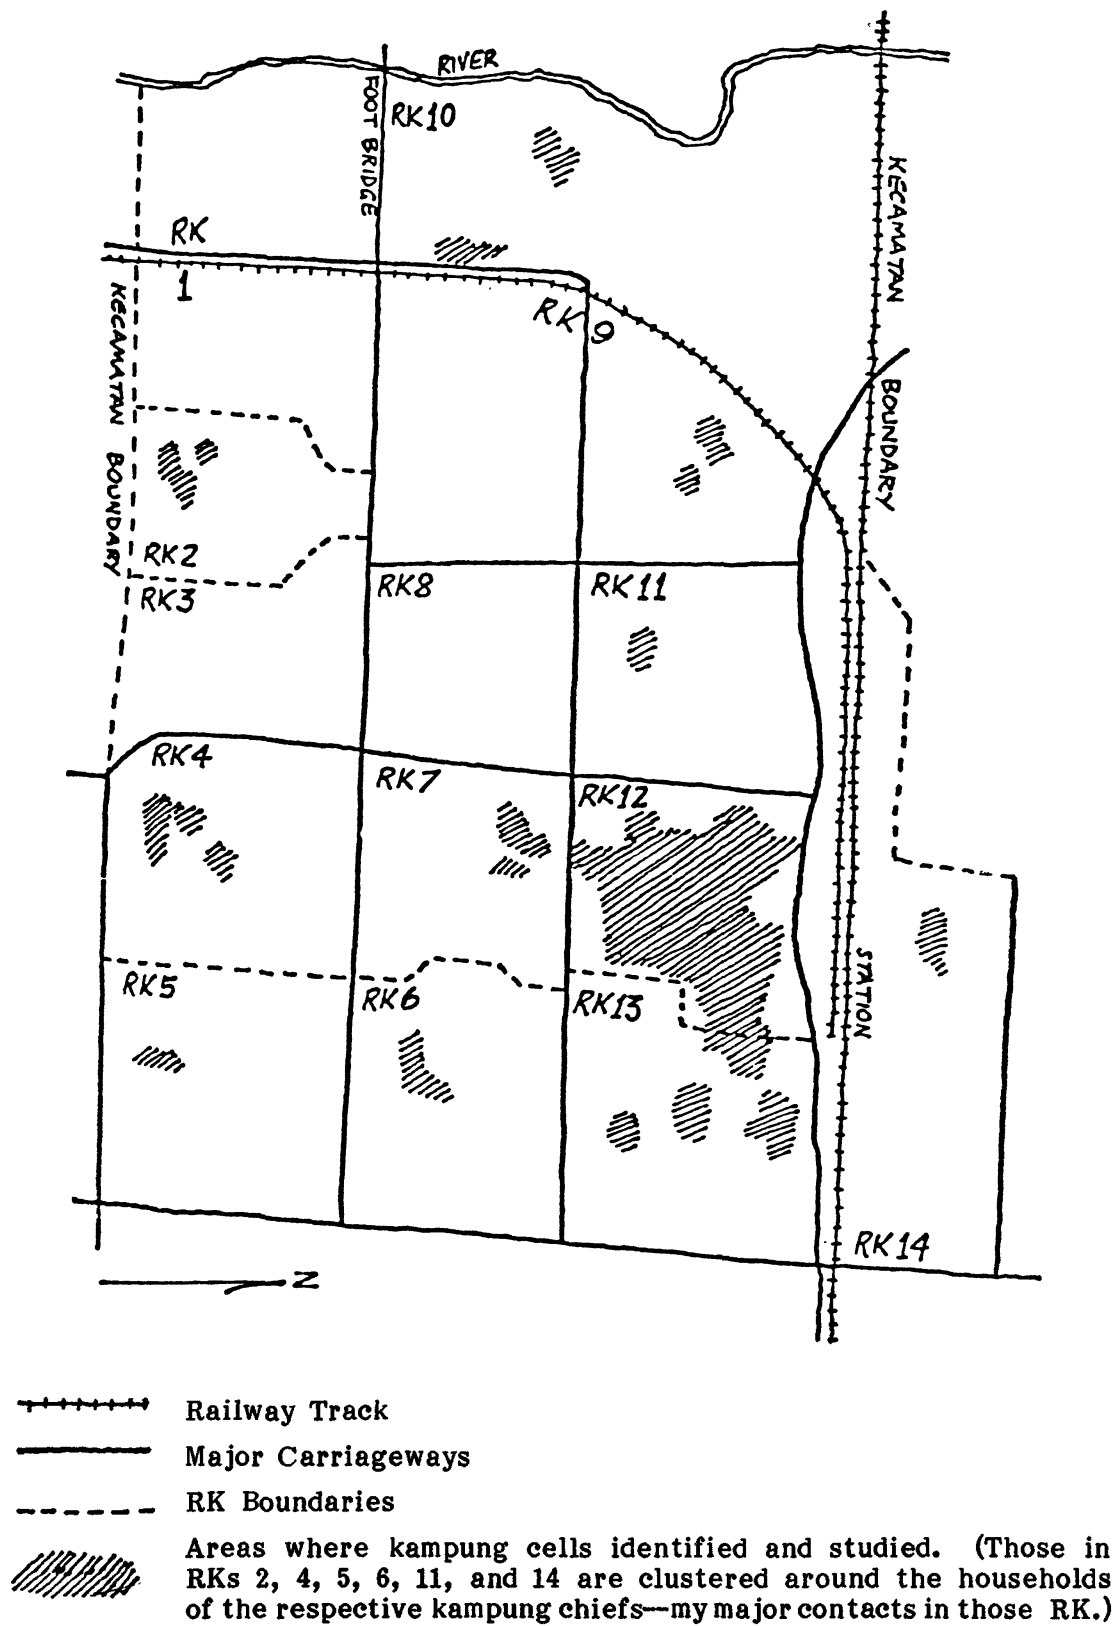 RIVER
FOOT BRIDGE
RK10
KECAMATAN BOUNDARY
RK
1
RK 9
KECAMATAN BOUNDARY
RK2
RK3
RK8
RK11
RK4
RK7
RK12
RK5
RK6
RK13
STATION
RK14
N
Railway Track
Major Carriageways
RK Boundaries
Areas where kampung cells identified and studied. (Those in
RKs 2, 4, 5, 6, 11, and 14 are clustered around the households
of the respective kampung chiefs—my major contacts in those RK.)